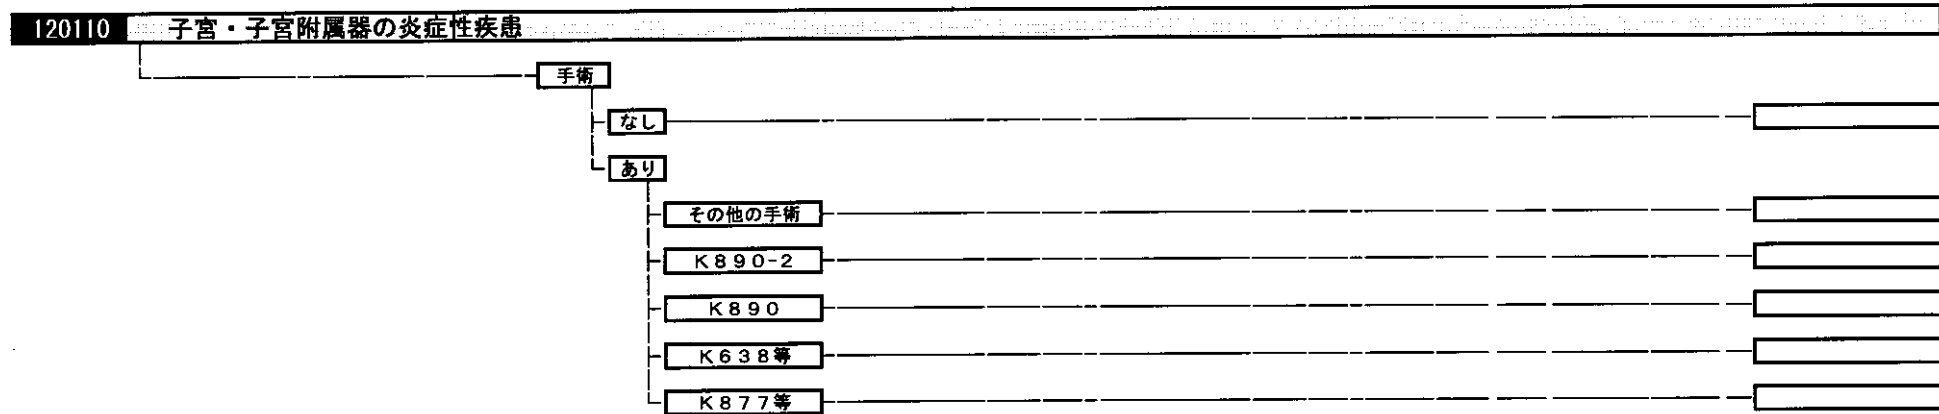 120110 子宮・子宮附属器の炎症性疾患
手術
なし
あり
その他の手術
K890-2
K890
K638等
K877等